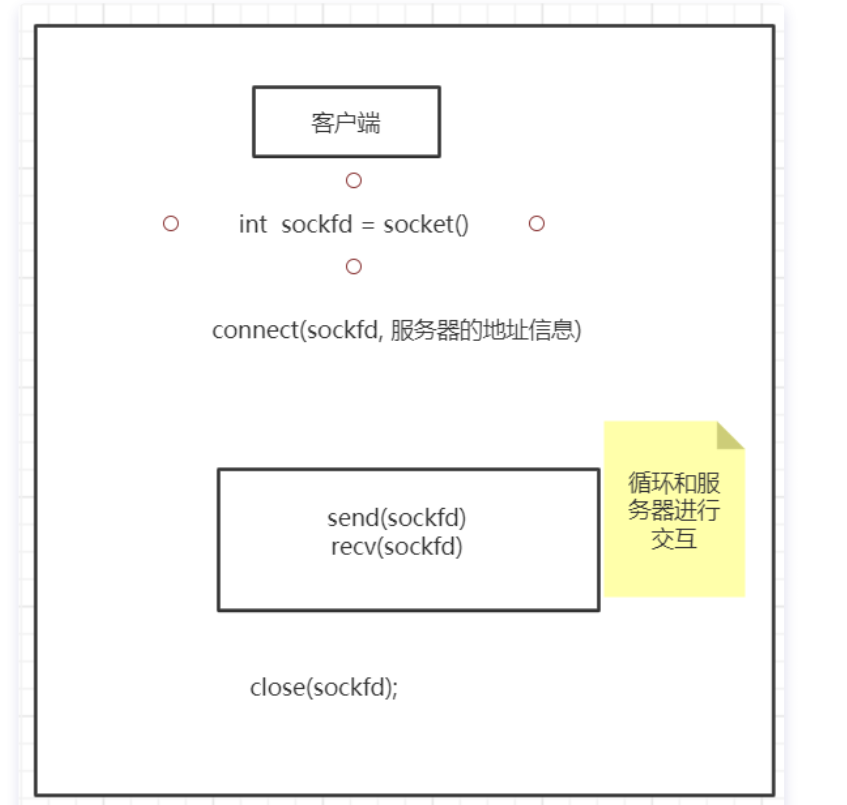 客户端
int sockfd = socket()
connect(sockfd, 服务器的地址信息)
send(sockfd)
recv(sockfd)
循环和服
务器进行
交互
close(sockfd);